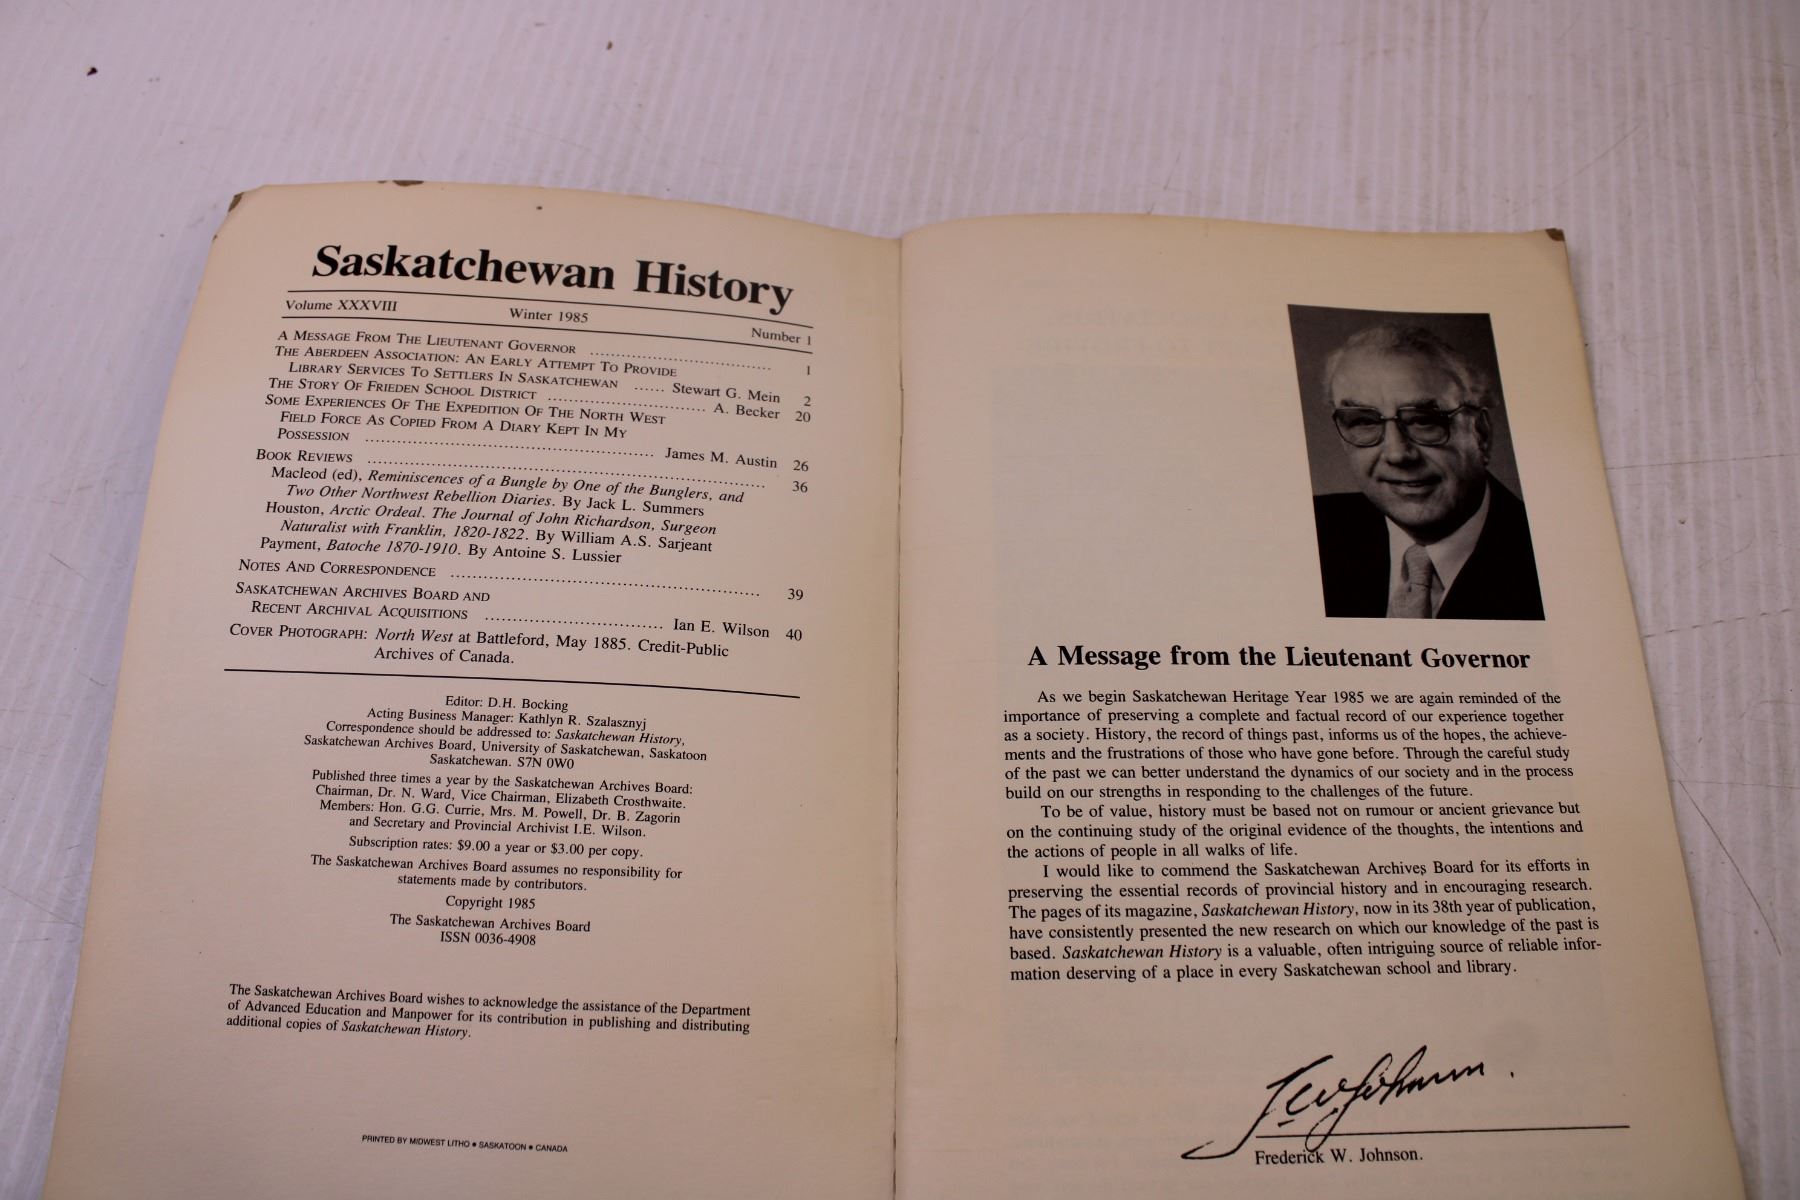 Saskatchewan History
Volume XXXVIII Winter 1985 Number 1
A Message From The Lieutenant Governor .................................. 1
The Aberdeen Association: An Early Attempt To Provide
Library Services To Settlers In Saskatchewan ...... Stewart G. Mein 2
The Story Of Frieden School District ............................. A. Becker 20
Some Experiences Of The Expedition Of The North West
Field Force As Copied From A Diary Kept In My
Possession ..................................................... James M. Austin 26
Book Reviews ........................................................................ 36
Macleod (ed), Reminiscences of a Bungle by One of the Bunglers, and
Two Other Northwest Rebellion Diaries. By Jack L. Summers
Houston, Arctic Ordeal. The Journal of John Richardson, Surgeon
Naturalist with Franklin, 1820-1822. By William A.S. Sarjeant
Payment, Batoche 1870-1910. By Antoine S. Lussier
Notes And Correspondence ........................................................ 39
Saskatchewan Archives Board and
Recent Archival Acquisitions ................................ Ian E. Wilson 40
Cover Photograph: North West at Battleford, May 1885. Credit-Public
Archives of Canada.
Editor: D.H. Bocking
Acting Business Manager: Kathlyn R. Szalasznyj
Correspondence should be addressed to: Saskatchewan History,
Saskatchewan Archives Board, University of Saskatchewan, Saskatoon
Saskatchewan. S7N 0W0
Published three times a year by the Saskatchewan Archives Board:
Chairman, Dr. N. Ward, Vice Chairman, Elizabeth Crosthwaite.
Members: Hon. G.G. Currie, Mrs. M. Powell, Dr. B. Zagorin
and Secretary and Provincial Archivist I.E. Wilson.
Subscription rates: $9.00 a year or $3.00 per copy.
The Saskatchewan Archives Board assumes no responsibility for
statements made by contributors.
Copyright 1985
The Saskatchewan Archives Board
ISSN 0036-4908
The Saskatchewan Archives Board wishes to acknowledge the assistance of the Department
of Advanced Education and Manpower for its contribution in publishing and distributing
additional copies of Saskatchewan History.
PRINTED BY MIDWEST LITHO ● SASKATOON ● CANADA
A Message from the Lieutenant Governor
As we begin Saskatchewan Heritage Year 1985 we are again reminded of the
importance of preserving a complete and factual record of our experience together
as a society. History, the record of things past, informs us of the hopes, the achieve-
ments and the frustrations of those who have gone before. Through the careful study
of the past we can better understand the dynamics of our society and in the process
build on our strengths in responding to the challenges of the future.
To be of value, history must be based not on rumour or ancient grievance but
on the continuing study of the original evidence of the thoughts, the intentions and
the actions of people in all walks of life.
I would like to commend the Saskatchewan Archives Board for its efforts in
preserving the essential records of provincial history and in encouraging research.
The pages of its magazine, Saskatchewan History, now in its 38th year of publication,
have consistently presented the new research on which our knowledge of the past is
based. Saskatchewan History is a valuable, often intriguing source of reliable infor-
mation deserving of a place in every Saskatchewan school and library.
F W Johnson.
Frederick W. Johnson.